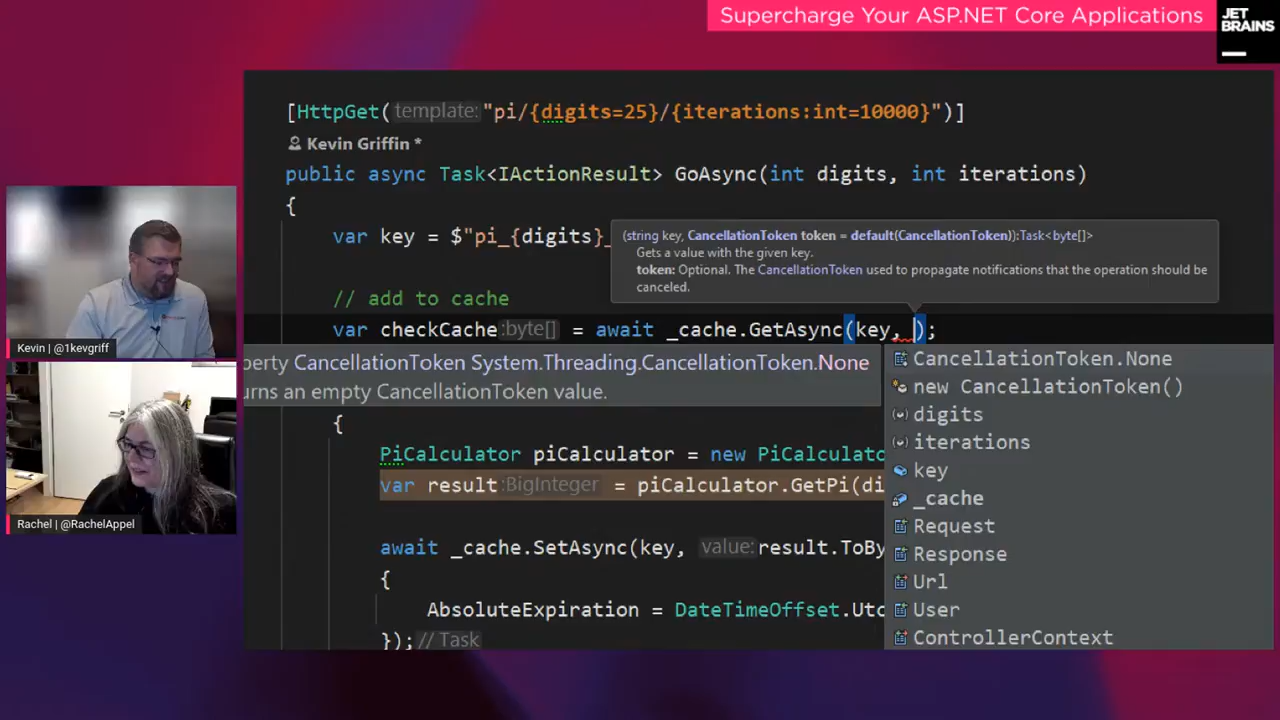 Supercharge Your ASP.NET Core Applications
JET
BRAINS
[HttpGet( template: "pi/{digits=25}/{iterations:int=10000}")]
Kevin Griffin *
public async Task<IActionResult> GoAsync(int digits, int iterations)
{
var key = $"pi_{digits}_
(string key, CancellationToken token = default(CancellationToken)):Task<byte[]>
Gets a value with the given key.
token: Optional. The CancellationToken used to propagate notifications that the operation should be
canceled.
// add to cache
var checkCache :byte[] = await _cache.GetAsync(key, );
perty CancellationToken System.Threading.CancellationToken.None
urns an empty CancellationToken value.
CancellationToken.None
new CancellationToken()
digits
iterations
key
_cache
Request
Response
Url
User
ControllerContext
{
PiCalculator piCalculator = new PiCalculato
var result :BigInteger = piCalculator.GetPi(di
await _cache.SetAsync(key, value: result.ToBy
{
AbsoluteExpiration = DateTimeOffset.Utc
}); // Task
Kevin | @1kevgriff
Rachel | @RachelAppel